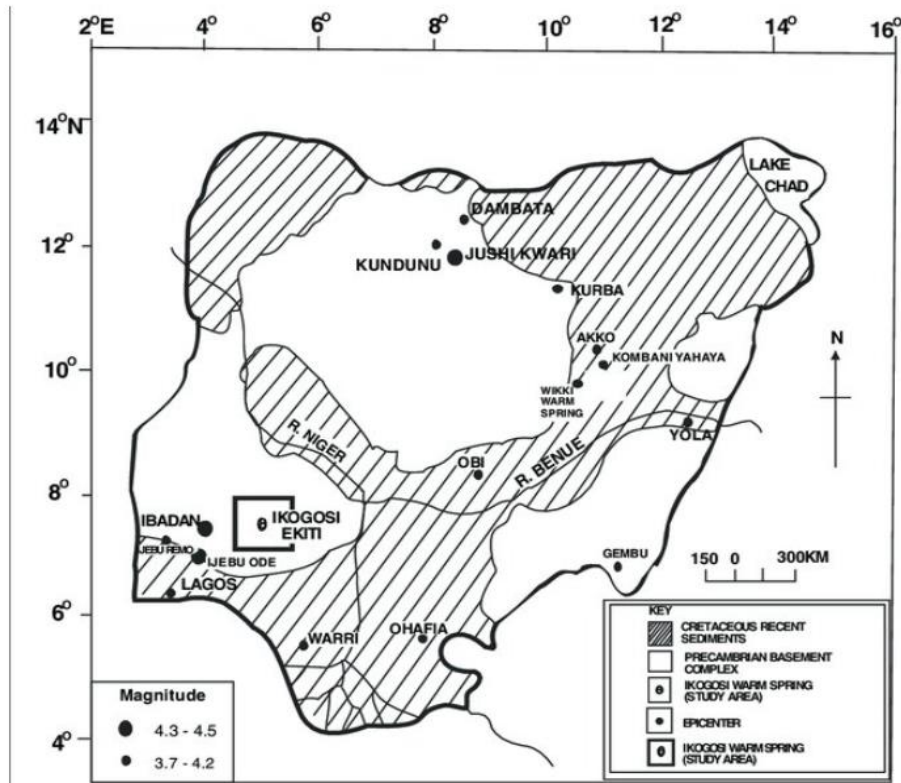 2°E 4° 6° 8° 10° 12° 14° 16°
14°N
LAKE
CHAD
DAMBATA
12°
JUSHI KWARI
KUNDUNU
KURBA
AKKO
KOMBANI YAHAYA
N
10°
WIKKI
WARM
SPRING
R. NIGER
YOLA
OBI
R. BENUE
8°
IBADAN
IKOGOSI
EKITI
IJEBU REMO
IJEBU ODE
GEMBU
150 0 300KM
LAGOS
6°
WARRI
OHAFIA
KEY
CRETACEOUS RECENT
SEDIMENTS
PRECAMBRIAN BASEMENT
COMPLEX
IKOGOSI WARM SPRING
(STUDY AREA)
EPICENTER
IKOGOSI WARM SPRING
(STUDY AREA)
Magnitude
4.3 - 4.5
4°
3.7 - 4.2